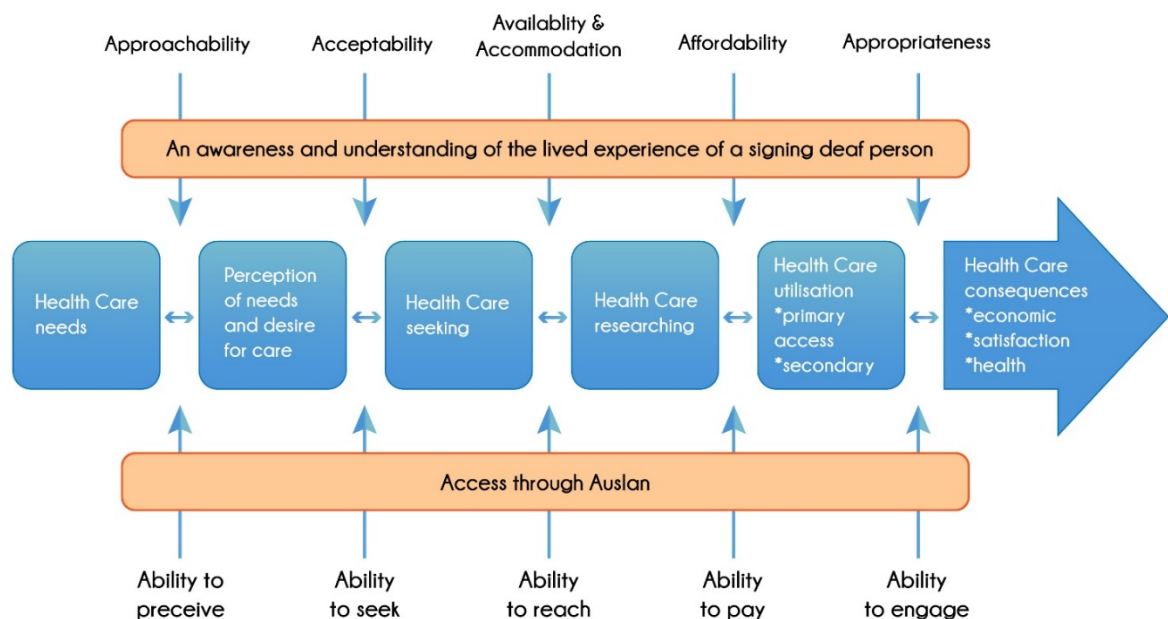 Approachability
Acceptability
Availablity &
Accommodation
Affordability
Appropriateness
An awareness and understanding of the lived experience of a signing deaf person
Health Care
needs
Perception
of needs
and desire
for care
Health Care
seeking
Health Care
researching
Health Care
utilisation
*primary
access
*secondary
Health Care
consequences
*economic
*satisfaction
*health
Access through Auslan
Ability to
preceive
Ability
to seek
Ability
to reach
Ability
to pay
Ability
to engage